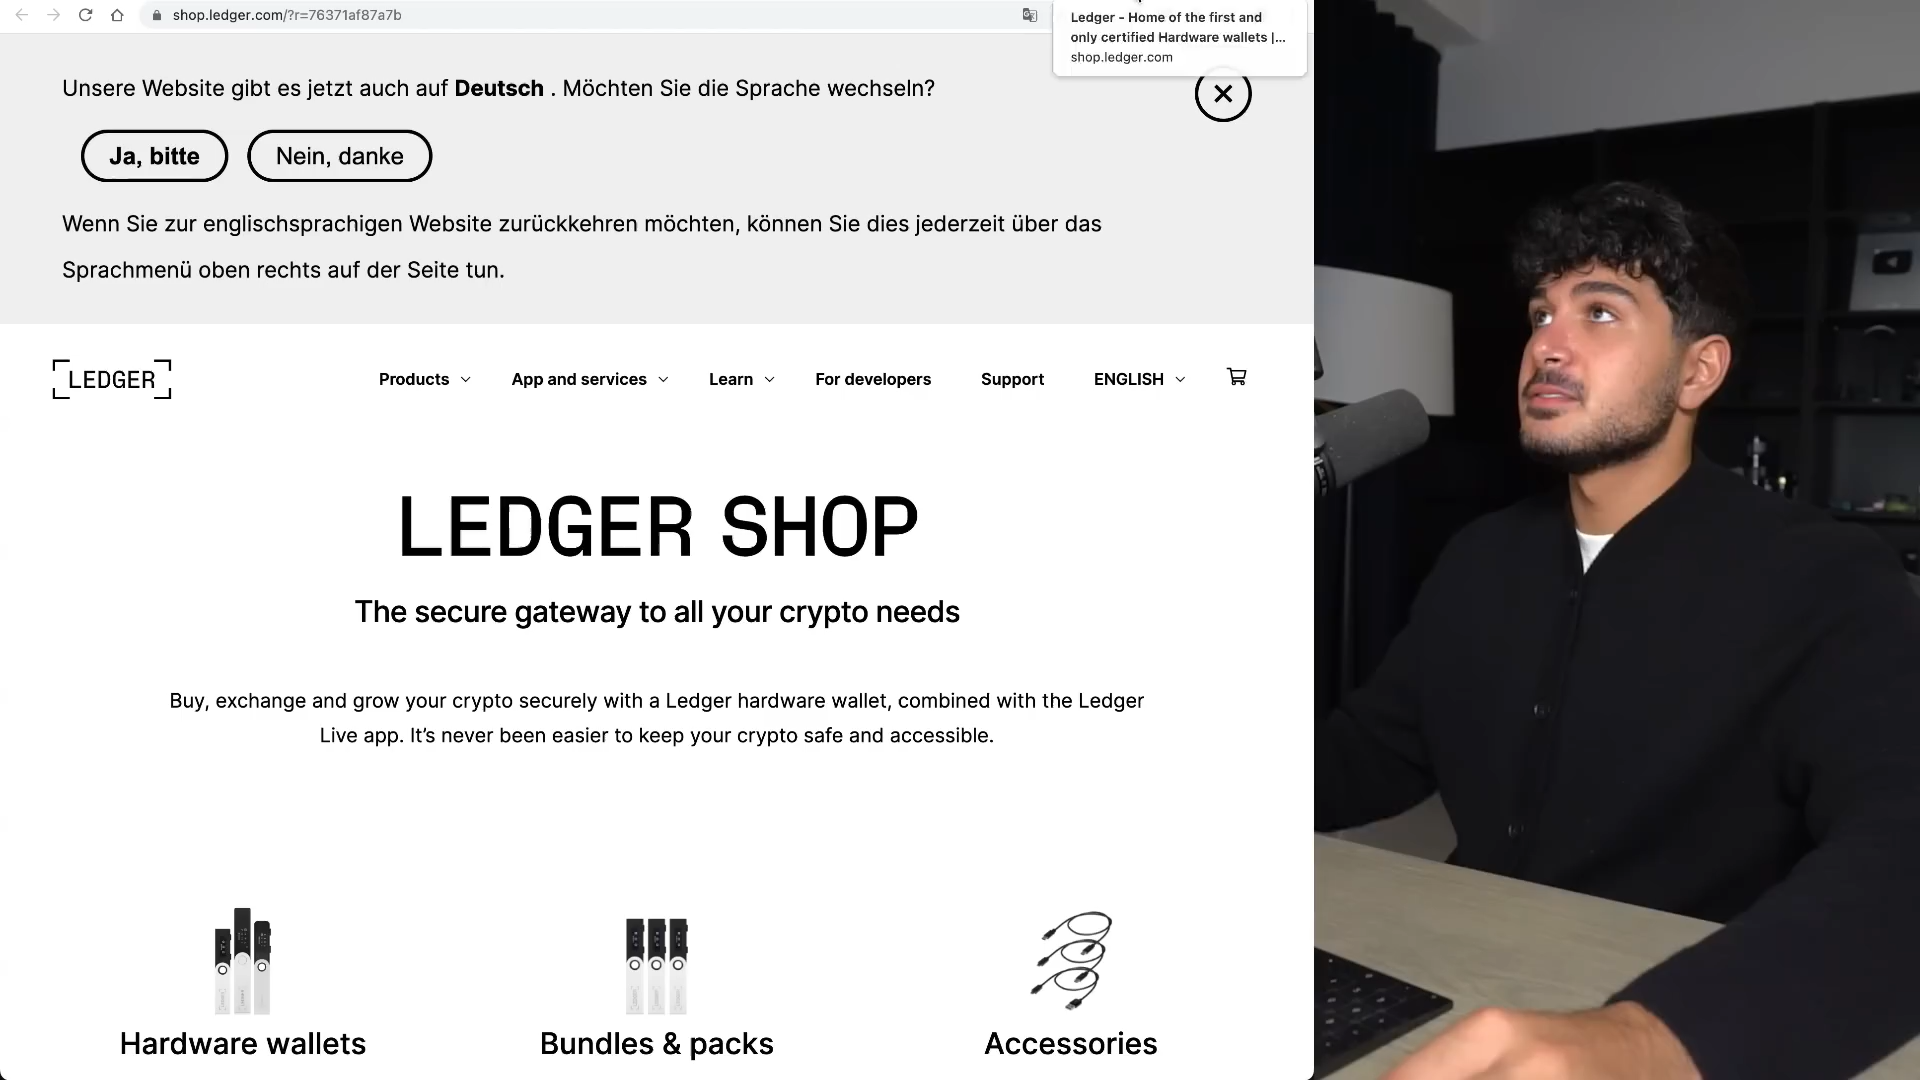 shop.ledger.com/?r=76371af87a7b
Ledger - Home of the first and
only certified Hardware wallets |...
shop.ledger.com
Unsere Website gibt es jetzt auch auf Deutsch . Möchten Sie die Sprache wechseln?
Ja, bitte
Nein, danke
Wenn Sie zur englischsprachigen Website zurückkehren möchten, können Sie dies jederzeit über das
Sprachmenü oben rechts auf der Seite tun.
LEDGER
Products
App and services
Learn
For developers
Support
ENGLISH
LEDGER SHOP
The secure gateway to all your crypto needs
Buy, exchange and grow your crypto securely with a Ledger hardware wallet, combined with the Ledger
Live app. It’s never been easier to keep your crypto safe and accessible.
Hardware wallets
Bundles & packs
Accessories